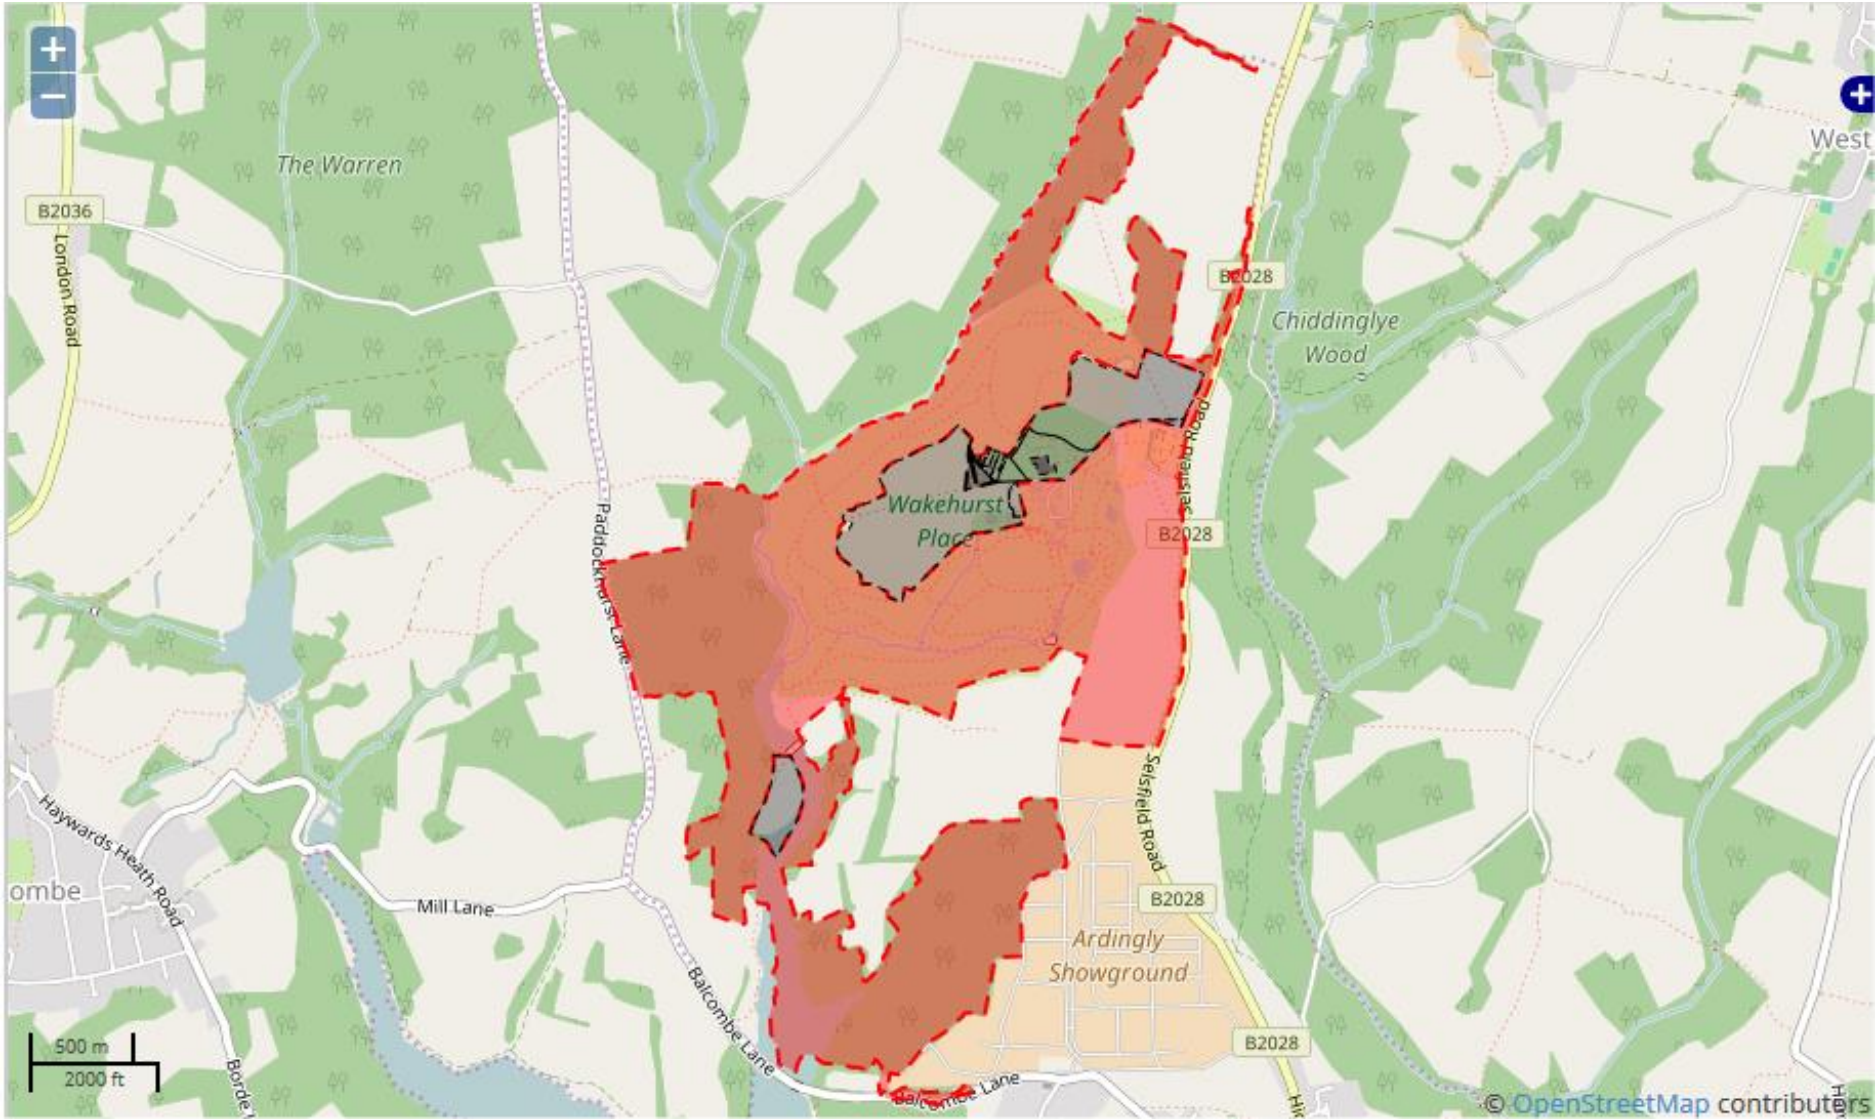 +
−
+
West
The Warren
B2036
London Road
B2028
Chiddinglye
Wood
Selsfield Road
Wakehurst
Place
B2028
Paddockhurst Lane
Selsfield Road
Haywards Heath Road
ombe
Mill Lane
B2028
Ardingly
Showground
Balcombe Lane
B2028
500 m
2000 ft
Borde
Balcombe Lane
© OpenStreetMap contributors